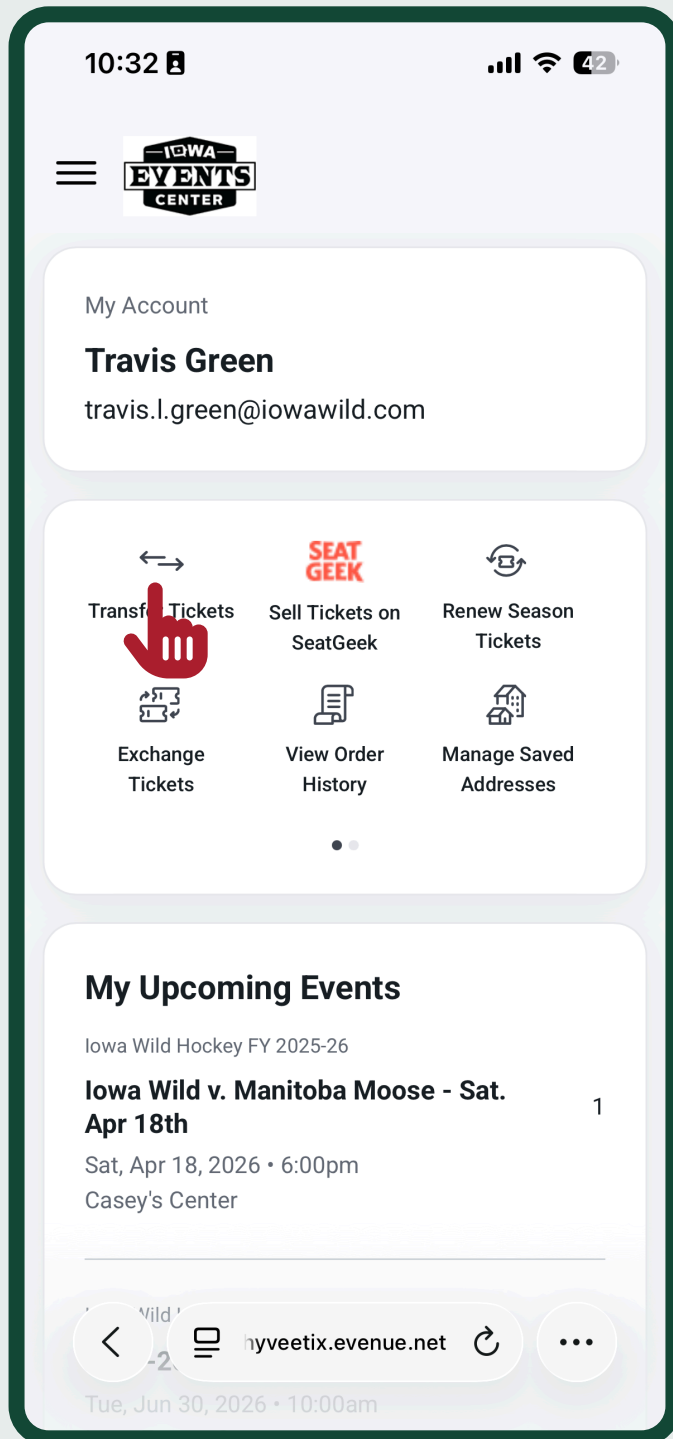 10:32
42
IOWA
EVENTS
CENTER
My Account
Travis Green
travis.l.green@iowawild.com
SEAT
GEEK
Tickets
Sell Tickets on
SeatGeek
Renew Season
Tickets
Exchange
Tickets
View Order
History
Manage Saved
Addresses
My Upcoming Events
Iowa Wild Hockey FY 2025-26
Iowa Wild v. Manitoba Moose - Sat.
Apr 18th
1
Sat, Apr 18, 2026 • 6:00pm
Casey's Center
Wild
hyveetix.evenue.net
Tue, Jun 30, 2026 • 10:00am